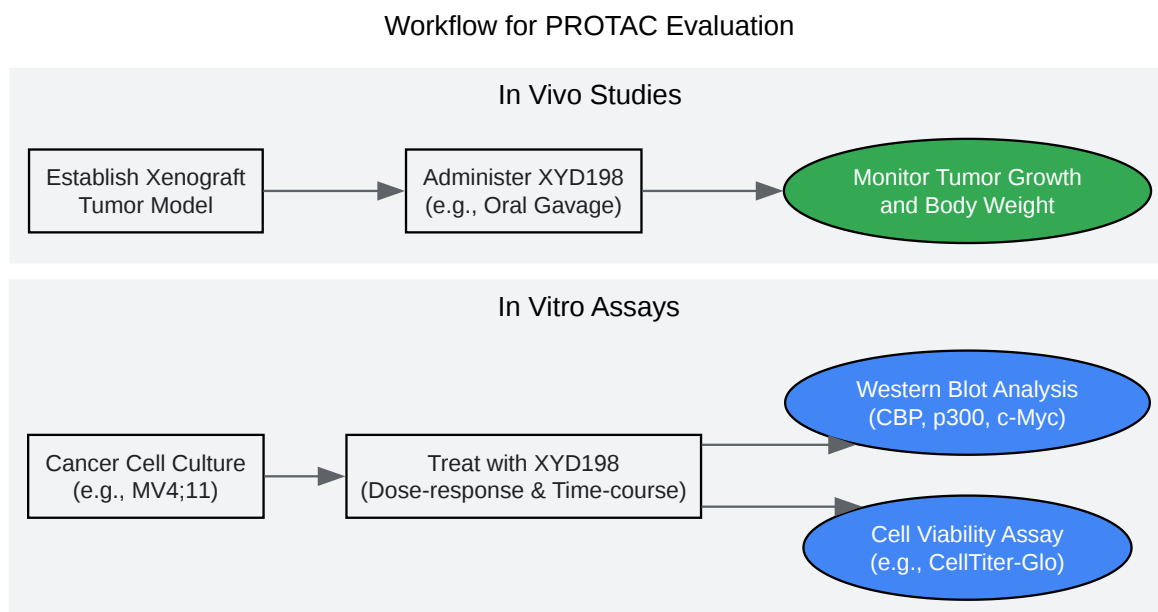 Workflow for PROTAC Evaluation
In Vivo Studies
Establish Xenograft
Tumor Model
Administer XYD198
(e.g., Oral Gavage)
Monitor Tumor Growth
and Body Weight
In Vitro Assays
Cancer Cell Culture
(e.g., MV4;11)
Treat with XYD198
(Dose-response & Time-course)
Western Blot Analysis
(CBP, p300, c-Myc)
Cell Viability Assay
(e.g., CellTiter-Glo)